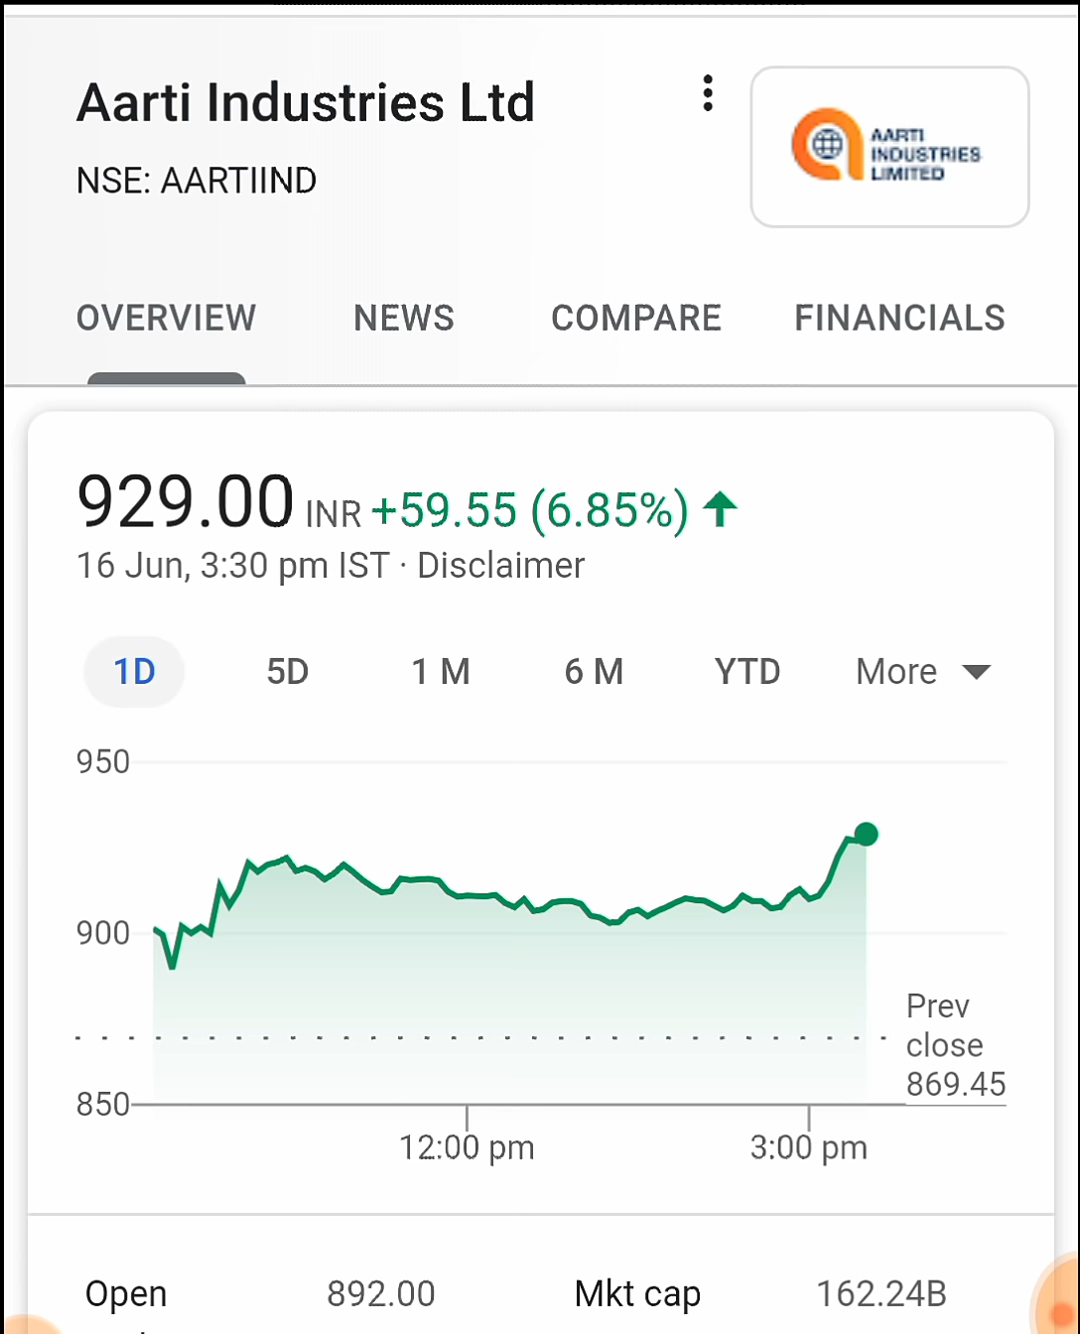 Aarti Industries Ltd
NSE: AARTIIND
AARTI
INDUSTRIES
LIMITED
OVERVIEW NEWS COMPARE FINANCIALS
929.00 INR +59.55 (6.85%) ↑
16 Jun, 3:30 pm IST · Disclaimer
1D 5D 1 M 6 M YTD More
950
900
850
Prev
close
869.45
12:00 pm 3:00 pm
Open 892.00 Mkt cap 162.24B